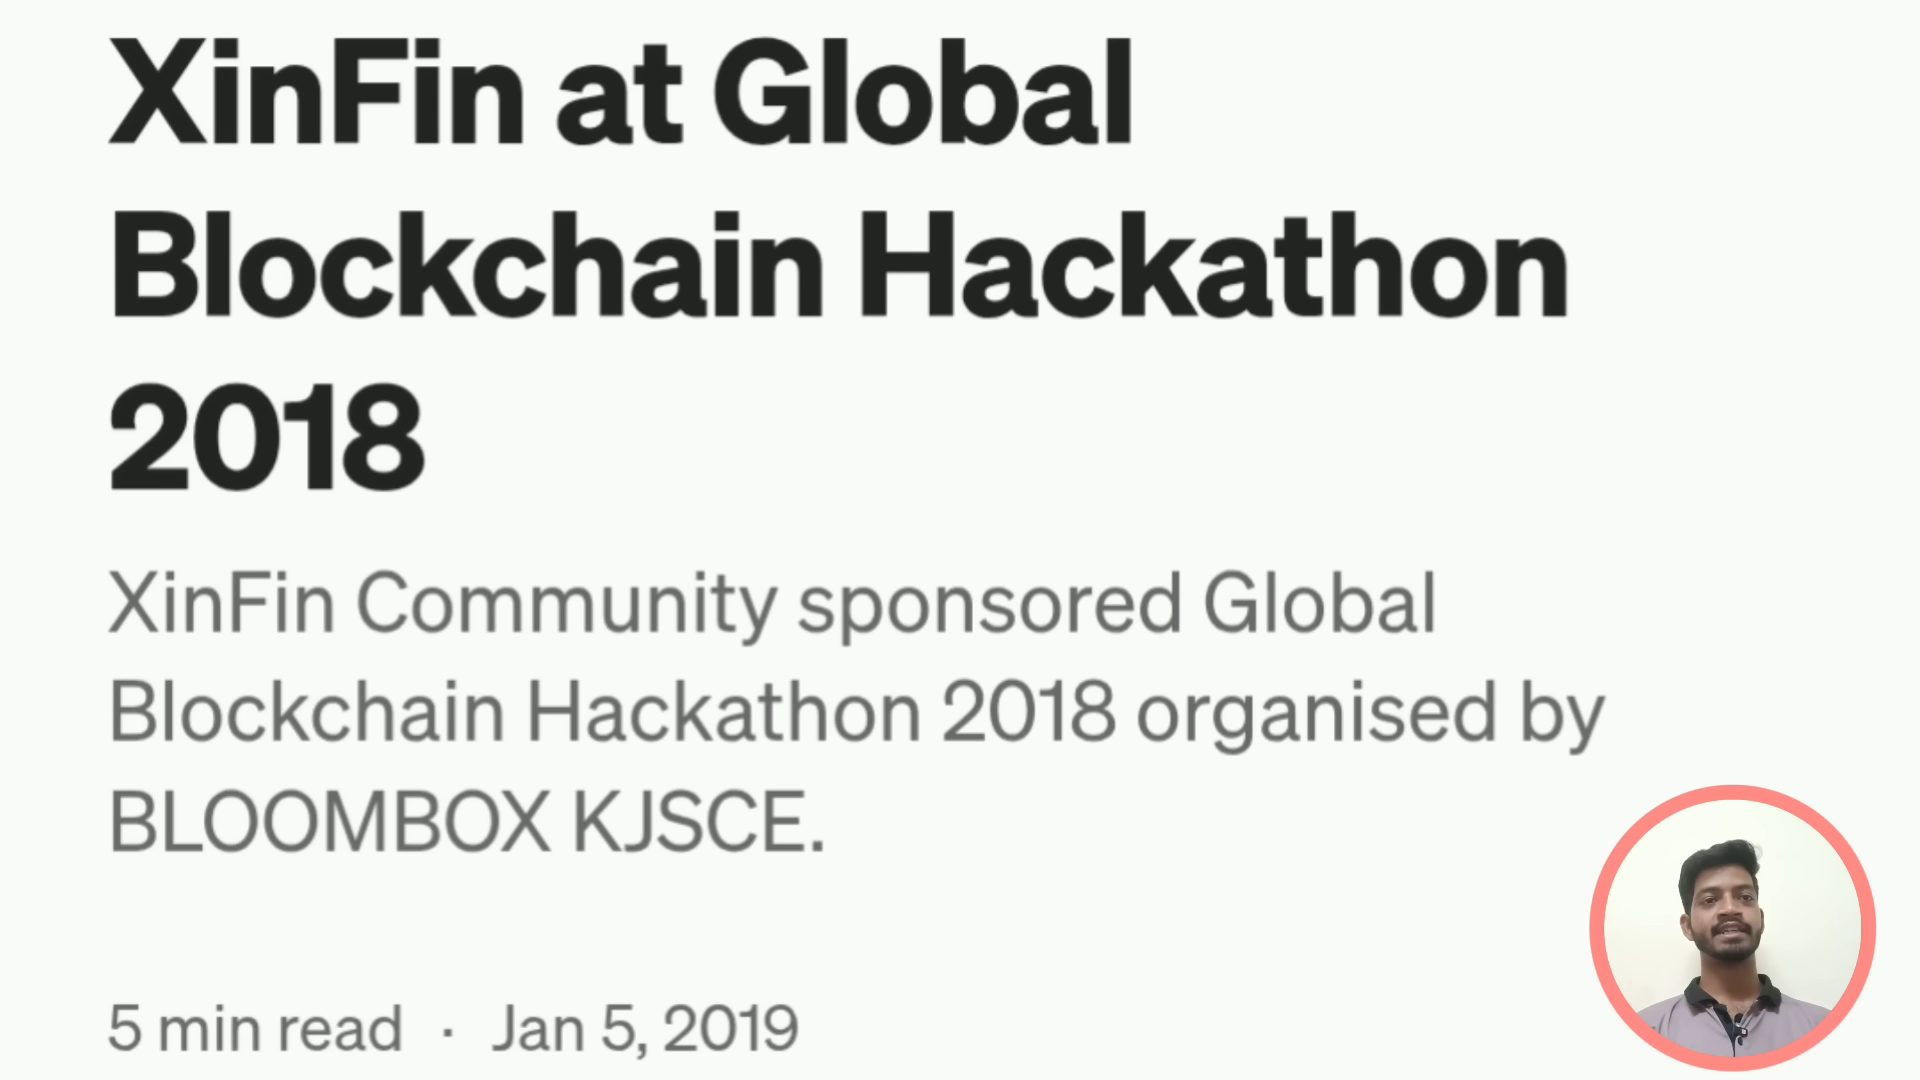 XinFin at Global
Blockchain Hackathon
2018
XinFin Community sponsored Global
Blockchain Hackathon 2018 organised by
BLOOMBOX KJSCE.
5 min read · Jan 5, 2019